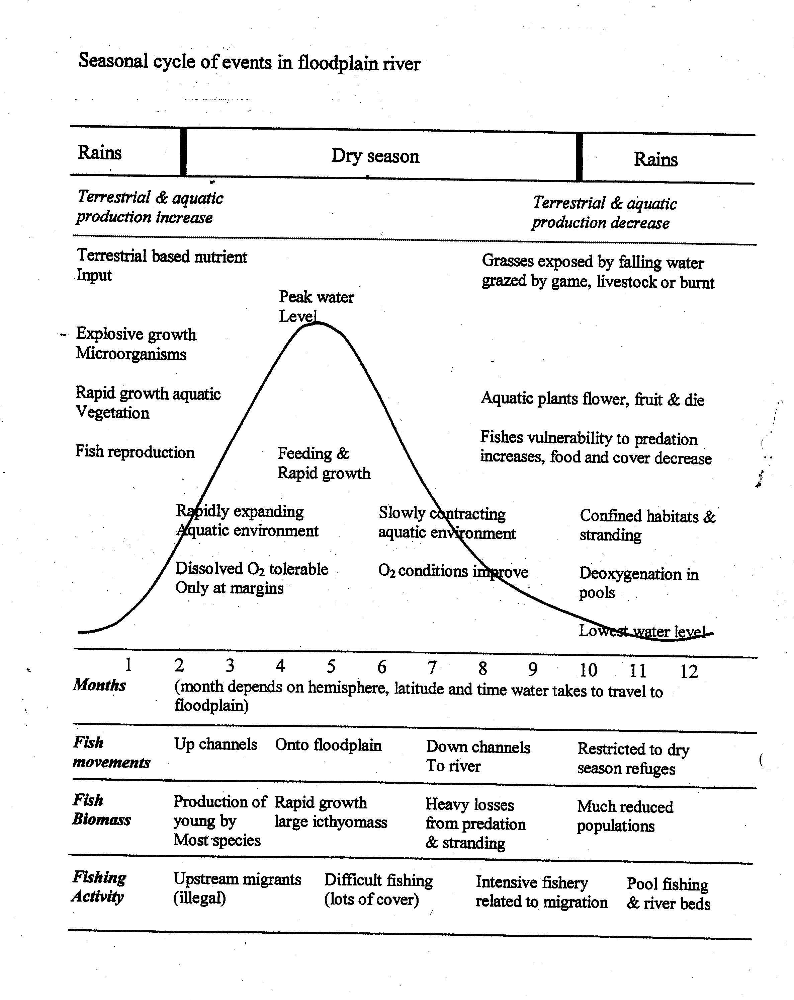 Seasonal cycle of events in floodplain river
Rains Dry season Rains
Terrestrial & aquatic
production increase
Terrestrial & aquatic
production decrease
Terrestrial based nutrient
Input
Grasses exposed by falling water
grazed by game, livestock or burnt
Peak water
Level
Explosive growth
Microorganisms
Rapid growth aquatic
Vegetation
Aquatic plants flower, fruit & die
Fish reproduction
Feeding &
Rapid growth
Fishes vulnerability to predation
increases, food and cover decrease
Rapidly expanding
Aquatic environment
Slowly contracting
aquatic environment
Confined habitats &
stranding
Dissolved O₂ tolerable
Only at margins
O₂ conditions improve
Deoxygenation in
pools
Lowest water level
1 2 3 4 5 6 7 8 9 10 11 12
Months (month depends on hemisphere, latitude and time water takes to travel to
floodplain)
Fish
movements
Up channels
Onto floodplain
Down channels
To river
Restricted to dry
season refuges
Fish
Biomass
Production of
young by
Most species
Rapid growth
large icthyomass
Heavy losses
from predation
& stranding
Much reduced
populations
Fishing
Activity
Upstream migrants
(illegal)
Difficult fishing
(lots of cover)
Intensive fishery
related to migration
Pool fishing
& river beds